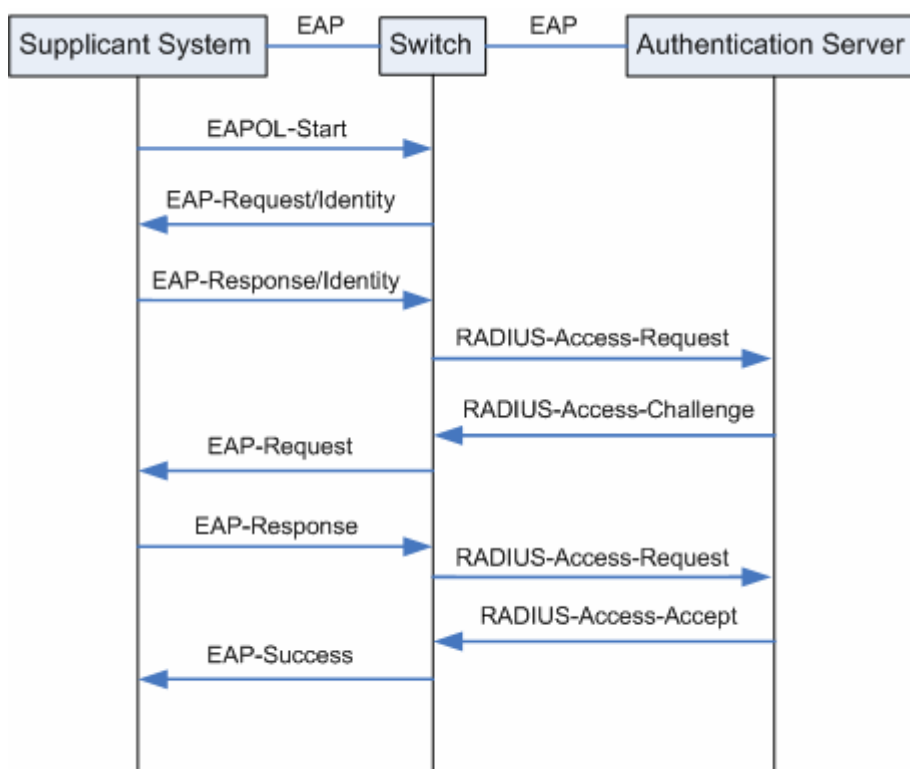 EAP
EAP
Supplicant System
Switch
Authentication Server
EAPOL-Start
EAP-Request/Identity
EAP-Response/Identity
RADIUS-Access-Request
RADIUS-Access-Challenge
EAP-Request
EAP-Response
RADIUS-Access-Request
RADIUS-Access-Accept
EAP-Success